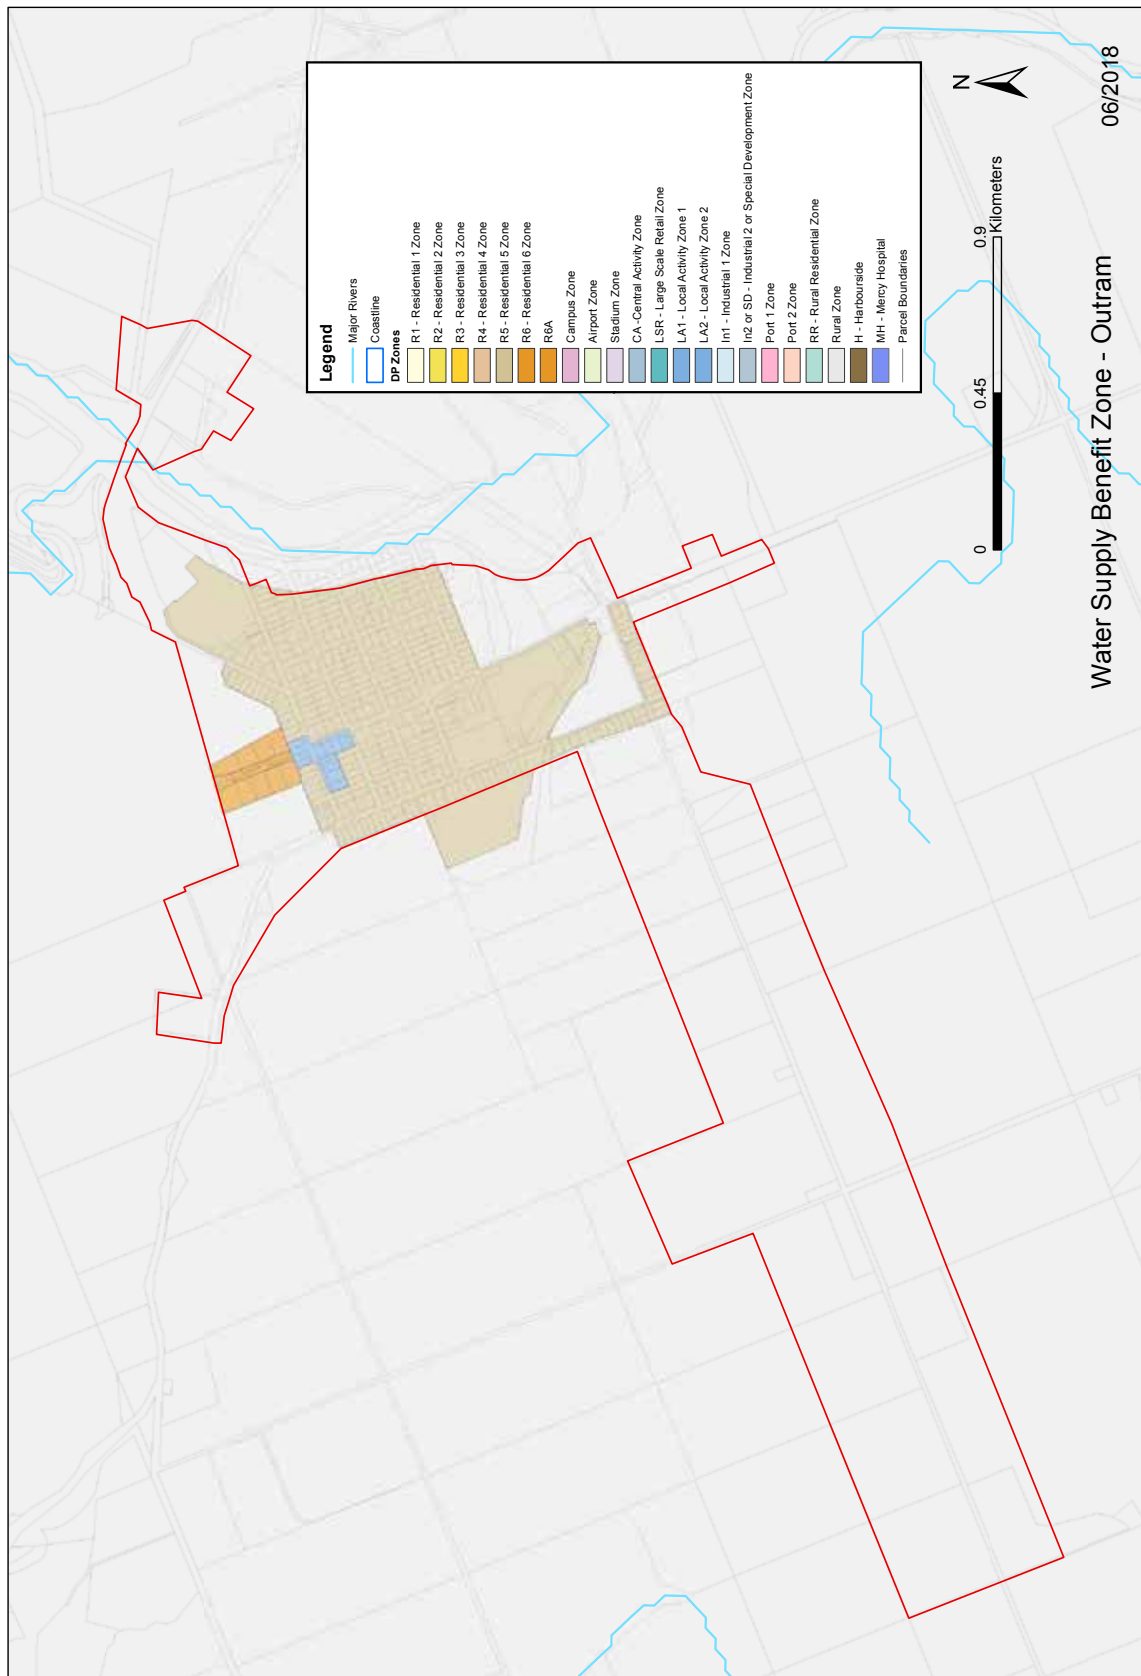 Legend
Major Rivers
Coastline
DP Zones
R1 - Residential 1 Zone
R2 - Residential 2 Zone
R3 - Residential 3 Zone
R4 - Residential 4 Zone
R5 - Residential 5 Zone
R6 - Residential 6 Zone
R6A
Campus Zone
Airport Zone
Stadium Zone
CA -Central Activity Zone
LSR - Large Scale Retail Zone
LA1 - Local Activity Zone 1
LA2 - Local Activity Zone 2
In1 - Industrial 1 Zone
In2 or SD - Industrial 2 or Special Development Zone
Port 1 Zone
Port 2 Zone
RR - Rural Residential Zone
Rural Zone
H - Harbourside
MH - Mercy Hospital
Parcel Boundaries
N
0 0.45 0.9
Kilometers
Water Supply Benefit Zone - Outram
06/2018